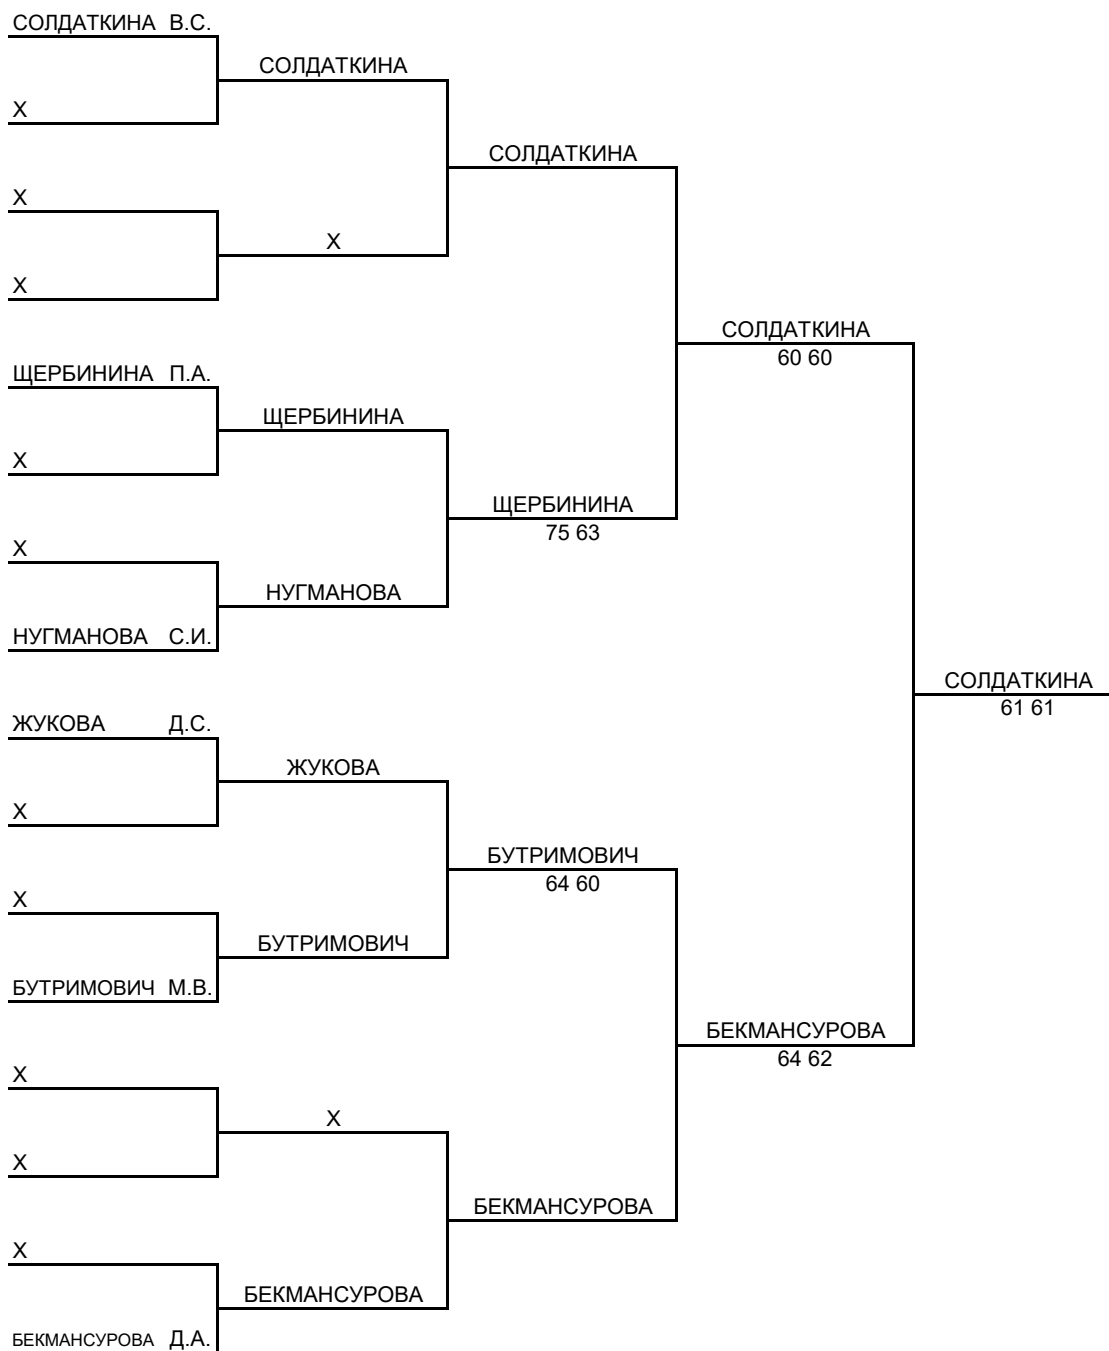 СОЛДАТКИНА В.С.
СОЛДАТКИНА
X
СОЛДАТКИНА
X
X
X
СОЛДАТКИНА
60 60
ЩЕРБИНИНА П.А.
ЩЕРБИНИНА
X
ЩЕРБИНИНА
75 63
X
НУГМАНОВА
НУГМАНОВА С.И.
СОЛДАТКИНА
61 61
ЖУКОВА Д.С.
ЖУКОВА
X
БУТРИМОВИЧ
64 60
X
БУТРИМОВИЧ
БУТРИМОВИЧ М.В.
БЕКМАНСУРОВА
64 62
X
X
X
БЕКМАНСУРОВА
X
БЕКМАНСУРОВА
БЕКМАНСУРОВА Д.А.